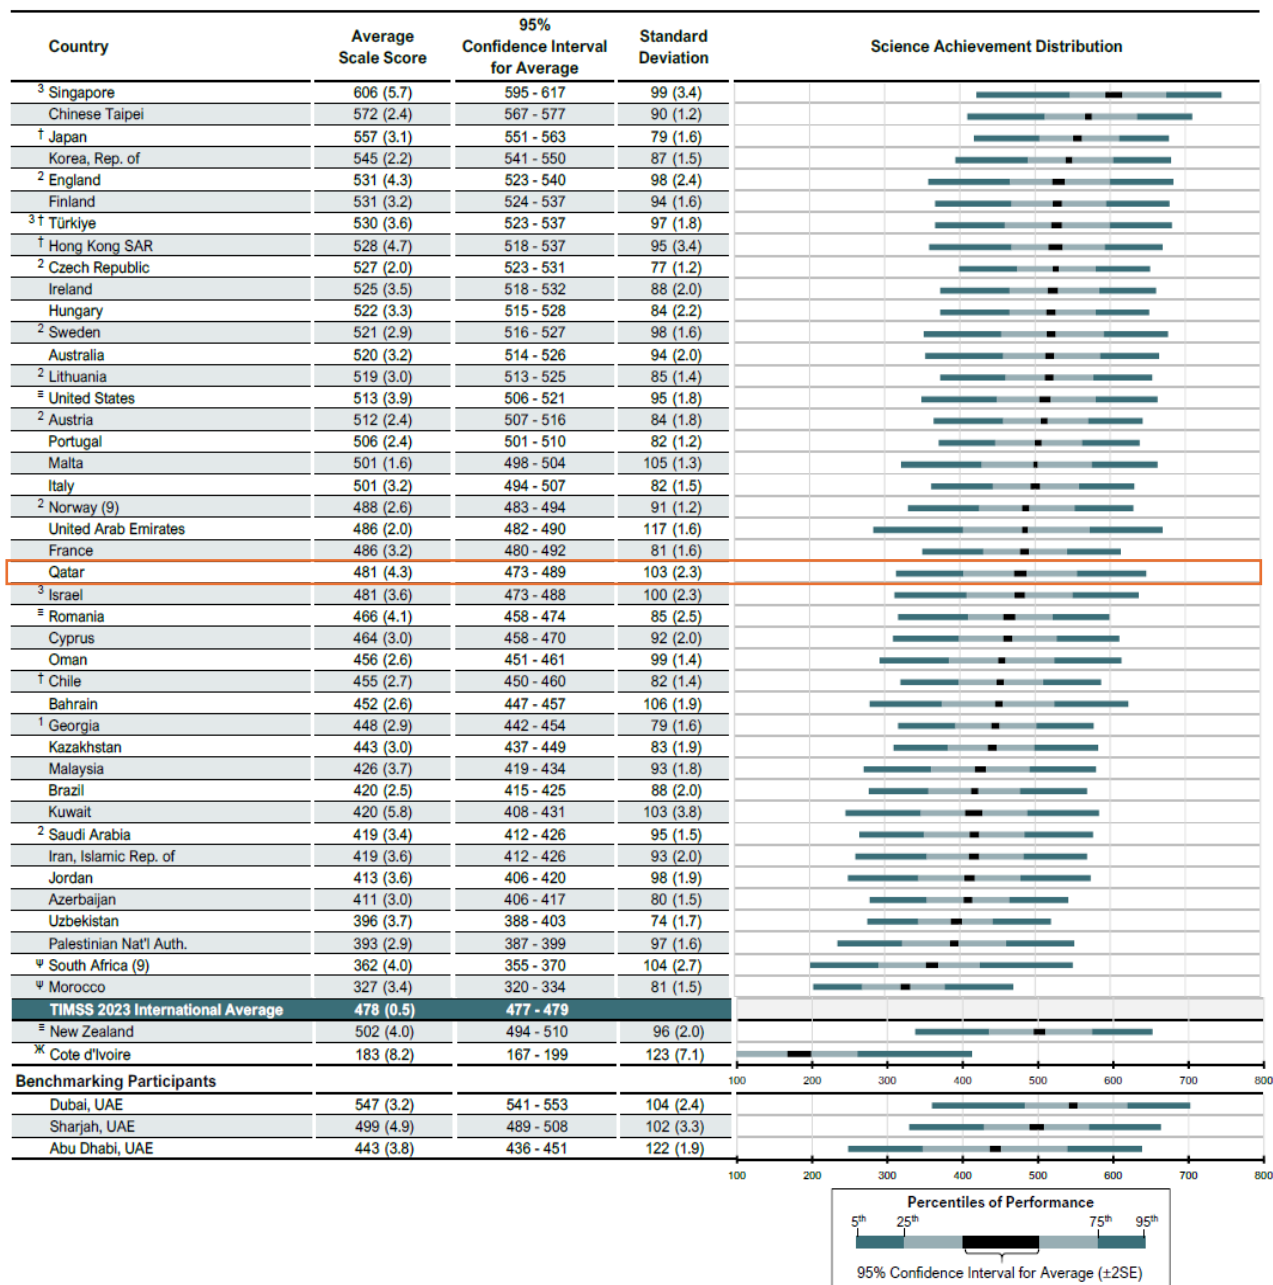 Country Average Scale Score 95% Confidence Interval for Average Standard Deviation Science Achievement Distribution
3 Singapore 606 (5.7) 595 - 617 99 (3.4)
Chinese Taipei 572 (2.4) 567 - 577 90 (1.2)
† Japan 557 (3.1) 551 - 563 79 (1.6)
Korea, Rep. of 545 (2.2) 541 - 550 87 (1.5)
2 England 531 (4.3) 523 - 540 98 (2.4)
Finland 531 (3.2) 524 - 537 94 (1.6)
3 † Türkiye 530 (3.6) 523 - 537 97 (1.8)
† Hong Kong SAR 528 (4.7) 518 - 537 95 (3.4)
2 Czech Republic 527 (2.0) 523 - 531 77 (1.2)
Ireland 525 (3.5) 518 - 532 88 (2.0)
Hungary 522 (3.3) 515 - 528 84 (2.2)
2 Sweden 521 (2.9) 516 - 527 98 (1.6)
Australia 520 (3.2) 514 - 526 94 (2.0)
2 Lithuania 519 (3.0) 513 - 525 85 (1.4)
≡ United States 513 (3.9) 506 - 521 95 (1.8)
2 Austria 512 (2.4) 507 - 516 84 (1.8)
Portugal 506 (2.4) 501 - 510 82 (1.2)
Malta 501 (1.6) 498 - 504 105 (1.3)
Italy 501 (3.2) 494 - 507 82 (1.5)
2 Norway (9) 488 (2.6) 483 - 494 91 (1.2)
United Arab Emirates 486 (2.0) 482 - 490 117 (1.6)
France 486 (3.2) 480 - 492 81 (1.6)
Qatar 481 (4.3) 473 - 489 103 (2.3)
3 Israel 481 (3.6) 473 - 488 100 (2.3)
≡ Romania 466 (4.1) 458 - 474 85 (2.5)
Cyprus 464 (3.0) 458 - 470 92 (2.0)
Oman 456 (2.6) 451 - 461 99 (1.4)
† Chile 455 (2.7) 450 - 460 82 (1.4)
Bahrain 452 (2.6) 447 - 457 106 (1.9)
1 Georgia 448 (2.9) 442 - 454 79 (1.6)
Kazakhstan 443 (3.0) 437 - 449 83 (1.9)
Malaysia 426 (3.7) 419 - 434 93 (1.8)
Brazil 420 (2.5) 415 - 425 88 (2.0)
Kuwait 420 (5.8) 408 - 431 103 (3.8)
2 Saudi Arabia 419 (3.4) 412 - 426 95 (1.5)
Iran, Islamic Rep. of 419 (3.6) 412 - 426 93 (2.0)
Jordan 413 (3.6) 406 - 420 98 (1.9)
Azerbaijan 411 (3.0) 406 - 417 80 (1.5)
Uzbekistan 396 (3.7) 388 - 403 74 (1.7)
Palestinian Nat'l Auth. 393 (2.9) 387 - 399 97 (1.6)
Ψ South Africa (9) 362 (4.0) 355 - 370 104 (2.7)
Ψ Morocco 327 (3.4) 320 - 334 81 (1.5)
TIMSS 2023 International Average 478 (0.5) 477 - 479
≡ New Zealand 502 (4.0) 494 - 510 96 (2.0)
Ж Cote d'Ivoire 183 (8.2) 167 - 199 123 (7.1)
100 200 300 400 500 600 700 800
Benchmarking Participants
Dubai, UAE 547 (3.2) 541 - 553 104 (2.4)
Sharjah, UAE 499 (4.9) 489 - 508 102 (3.3)
Abu Dhabi, UAE 443 (3.8) 436 - 451 122 (1.9)
100 200 300 400 500 600 700 800
Percentiles of Performance
5th 25th 75th 95th
95% Confidence Interval for Average (±2SE)